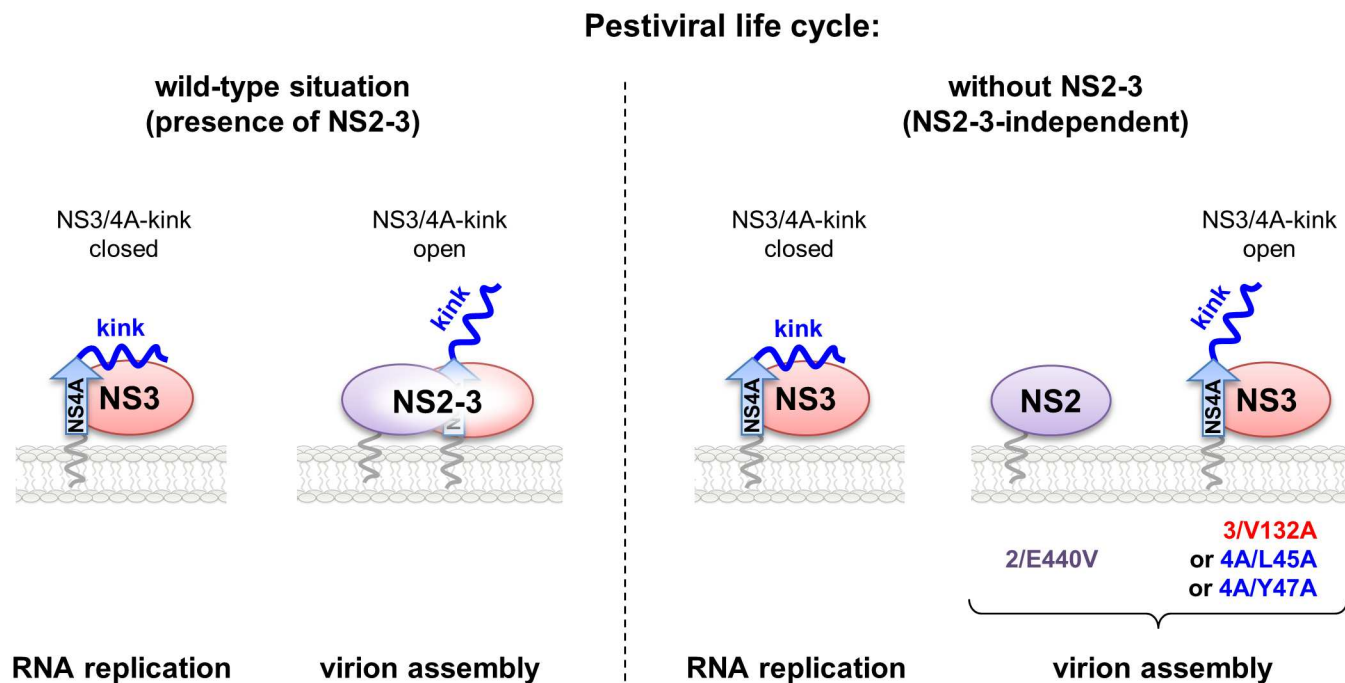 Pestiviral life cycle:
wild-type situation
(presence of NS2-3)
NS3/4A-kink
closed
NS3/4A-kink
open
kink
NS4A
NS3
kink
NS2-3
N
RNA replication
virion assembly
without NS2-3
(NS2-3-independent)
NS3/4A-kink
closed
NS3/4A-kink
open
kink
NS4A
NS3
NS2
kink
NS4A
NS3
2/E440V
3/V132A
or 4A/L45A
or 4A/Y47A
RNA replication
virion assembly